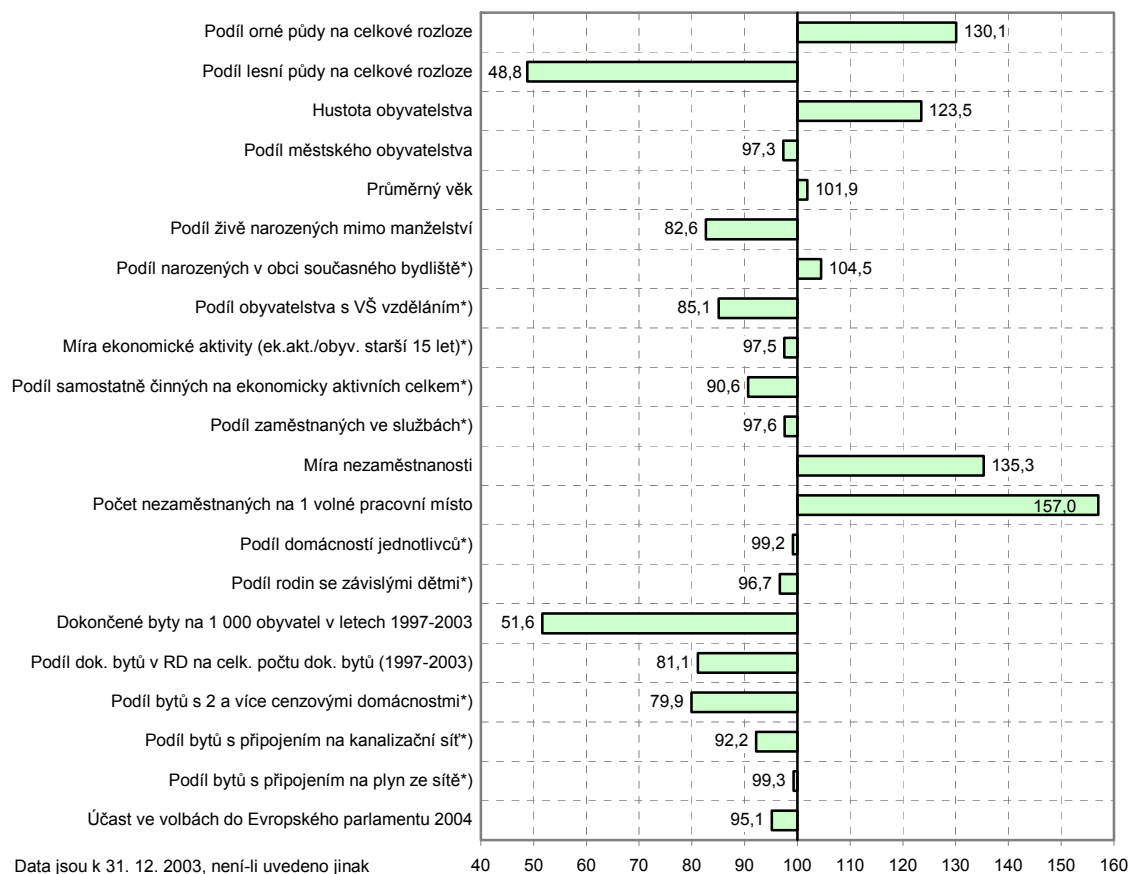 Podíl orné půdy na celkové rozloze 130,1
Podíl lesní půdy na celkové rozloze 48,8
Hustota obyvatelstva 123,5
Podíl městského obyvatelstva 97,3
Průměrný věk 101,9
Podíl živě narozených mimo manželství 82,6
Podíl narozených v obci současného bydliště*) 104,5
Podíl obyvatelstva s VŠ vzděláním*) 85,1
Míra ekonomické aktivity (ek.akt./obyv. starší 15 let)*) 97,5
Podíl samostatně činných na ekonomicky aktivních celkem*) 90,6
Podíl zaměstnaných ve službách*) 97,6
Míra nezaměstnanosti 135,3
Počet nezaměstnaných na 1 volné pracovní místo 157,0
Podíl domácností jednotlivců*) 99,2
Podíl rodin se závislými dětmi*) 96,7
Dokončené byty na 1 000 obyvatel v letech 1997-2003 51,6
Podíl dok. bytů v RD na celk. počtu dok. bytů (1997-2003) 81,1
Podíl bytů s 2 a více cenzovými domácnostmi*) 79,9
Podíl bytů s připojením na kanalizační síť*) 92,2
Podíl bytů s připojením na plyn ze sítě*) 99,3
Účast ve volbách do Evropského parlamentu 2004 95,1
40 50 60 70 80 90 100 110 120 130 140 150 160
Data jsou k 31. 12. 2003, není-li uvedeno jinak